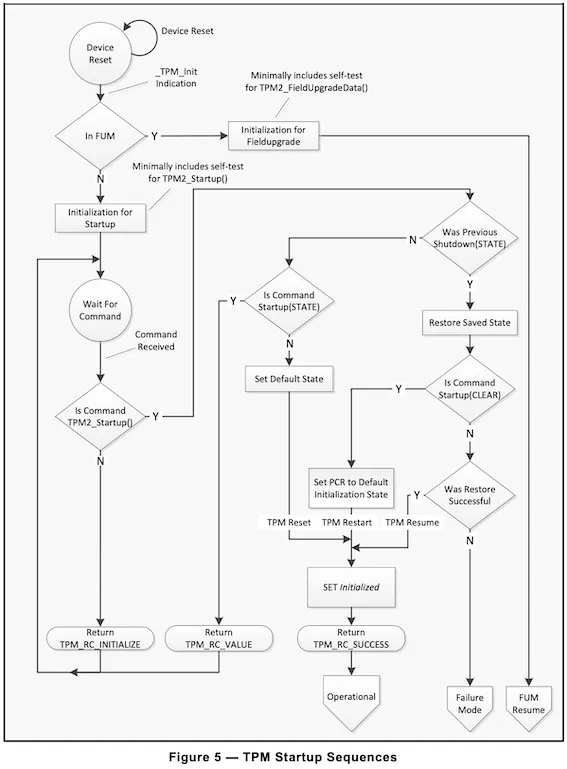 Device Reset
Device
Reset
_TPM_Init
Indication
Minimally includes self-test
for TPM2_FieldUpgradeData()
In FUM
Y
Initialization for
Fieldupgrade
N
Minimally includes self-test
for TPM2_Startup()
Initialization for
Startup
Was Previous
Shutdown(STATE)
N
Y
Wait For
Command
Is Command
Startup(STATE)
Y
N
Restore Saved State
Command
Received
Set Default State
Is Command
Startup(CLEAR)
Y
N
Is Command
TPM2_Startup()
Y
N
Set PCR to Default
Initialization State
Was Restore
Successful
Y
N
TPM Reset
TPM Restart
TPM Resume
SET Initialized
Return
TPM_RC_INITIALIZE
Return
TPM_RC_VALUE
Return
TPM_RC_SUCCESS
Operational
Failure
Mode
FUM
Resume
Figure 5 — TPM Startup Sequences